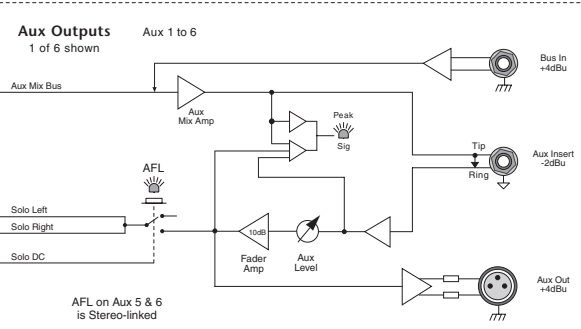 Aux Outputs
1 of 6 shown
Aux 1 to 6
Bus In
+4dBu
Aux Mix Bus
Aux
Mix Amp
Peak
Sig
Tip
Ring
Aux Insert
-2dBu
AFL
Solo Left
Solo Right
Solo DC
10dB
Fader
Amp
Aux
Level
Aux Out
+4dBu
AFL on Aux 5 & 6
is Stereo-linked